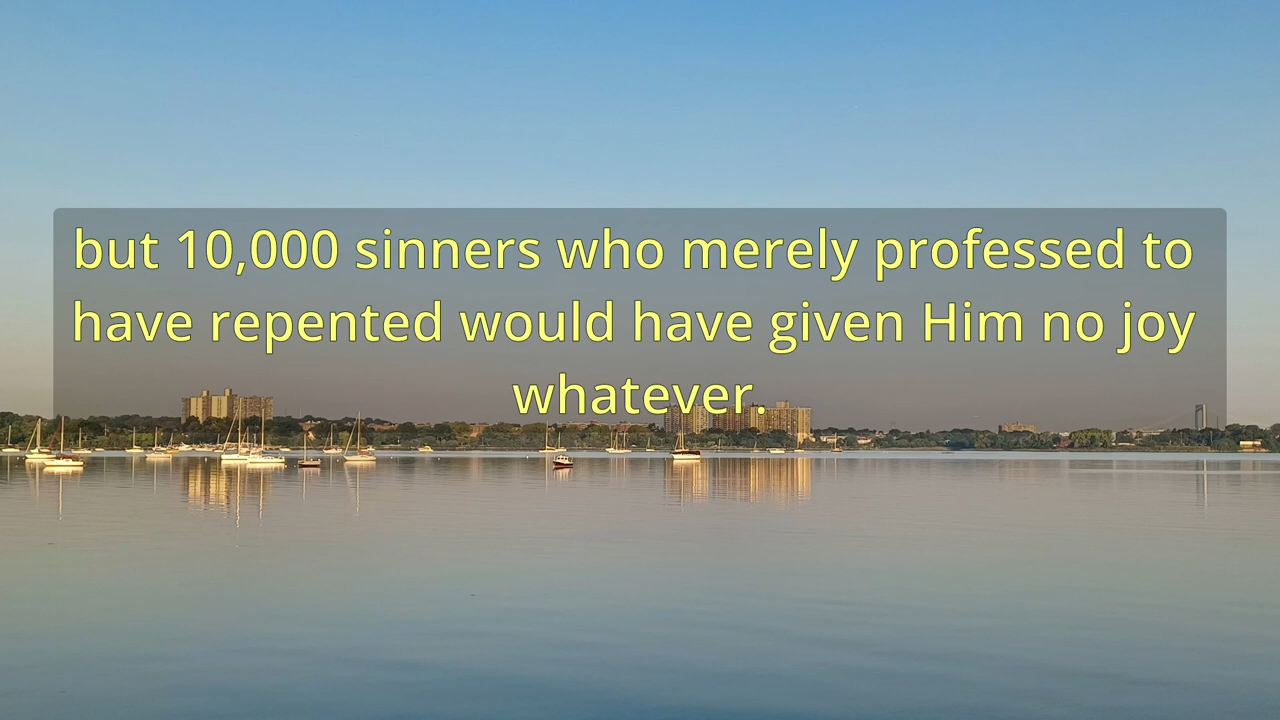 but 10,000 sinners who merely professed to
have repented would have given Him no joy
whatever.